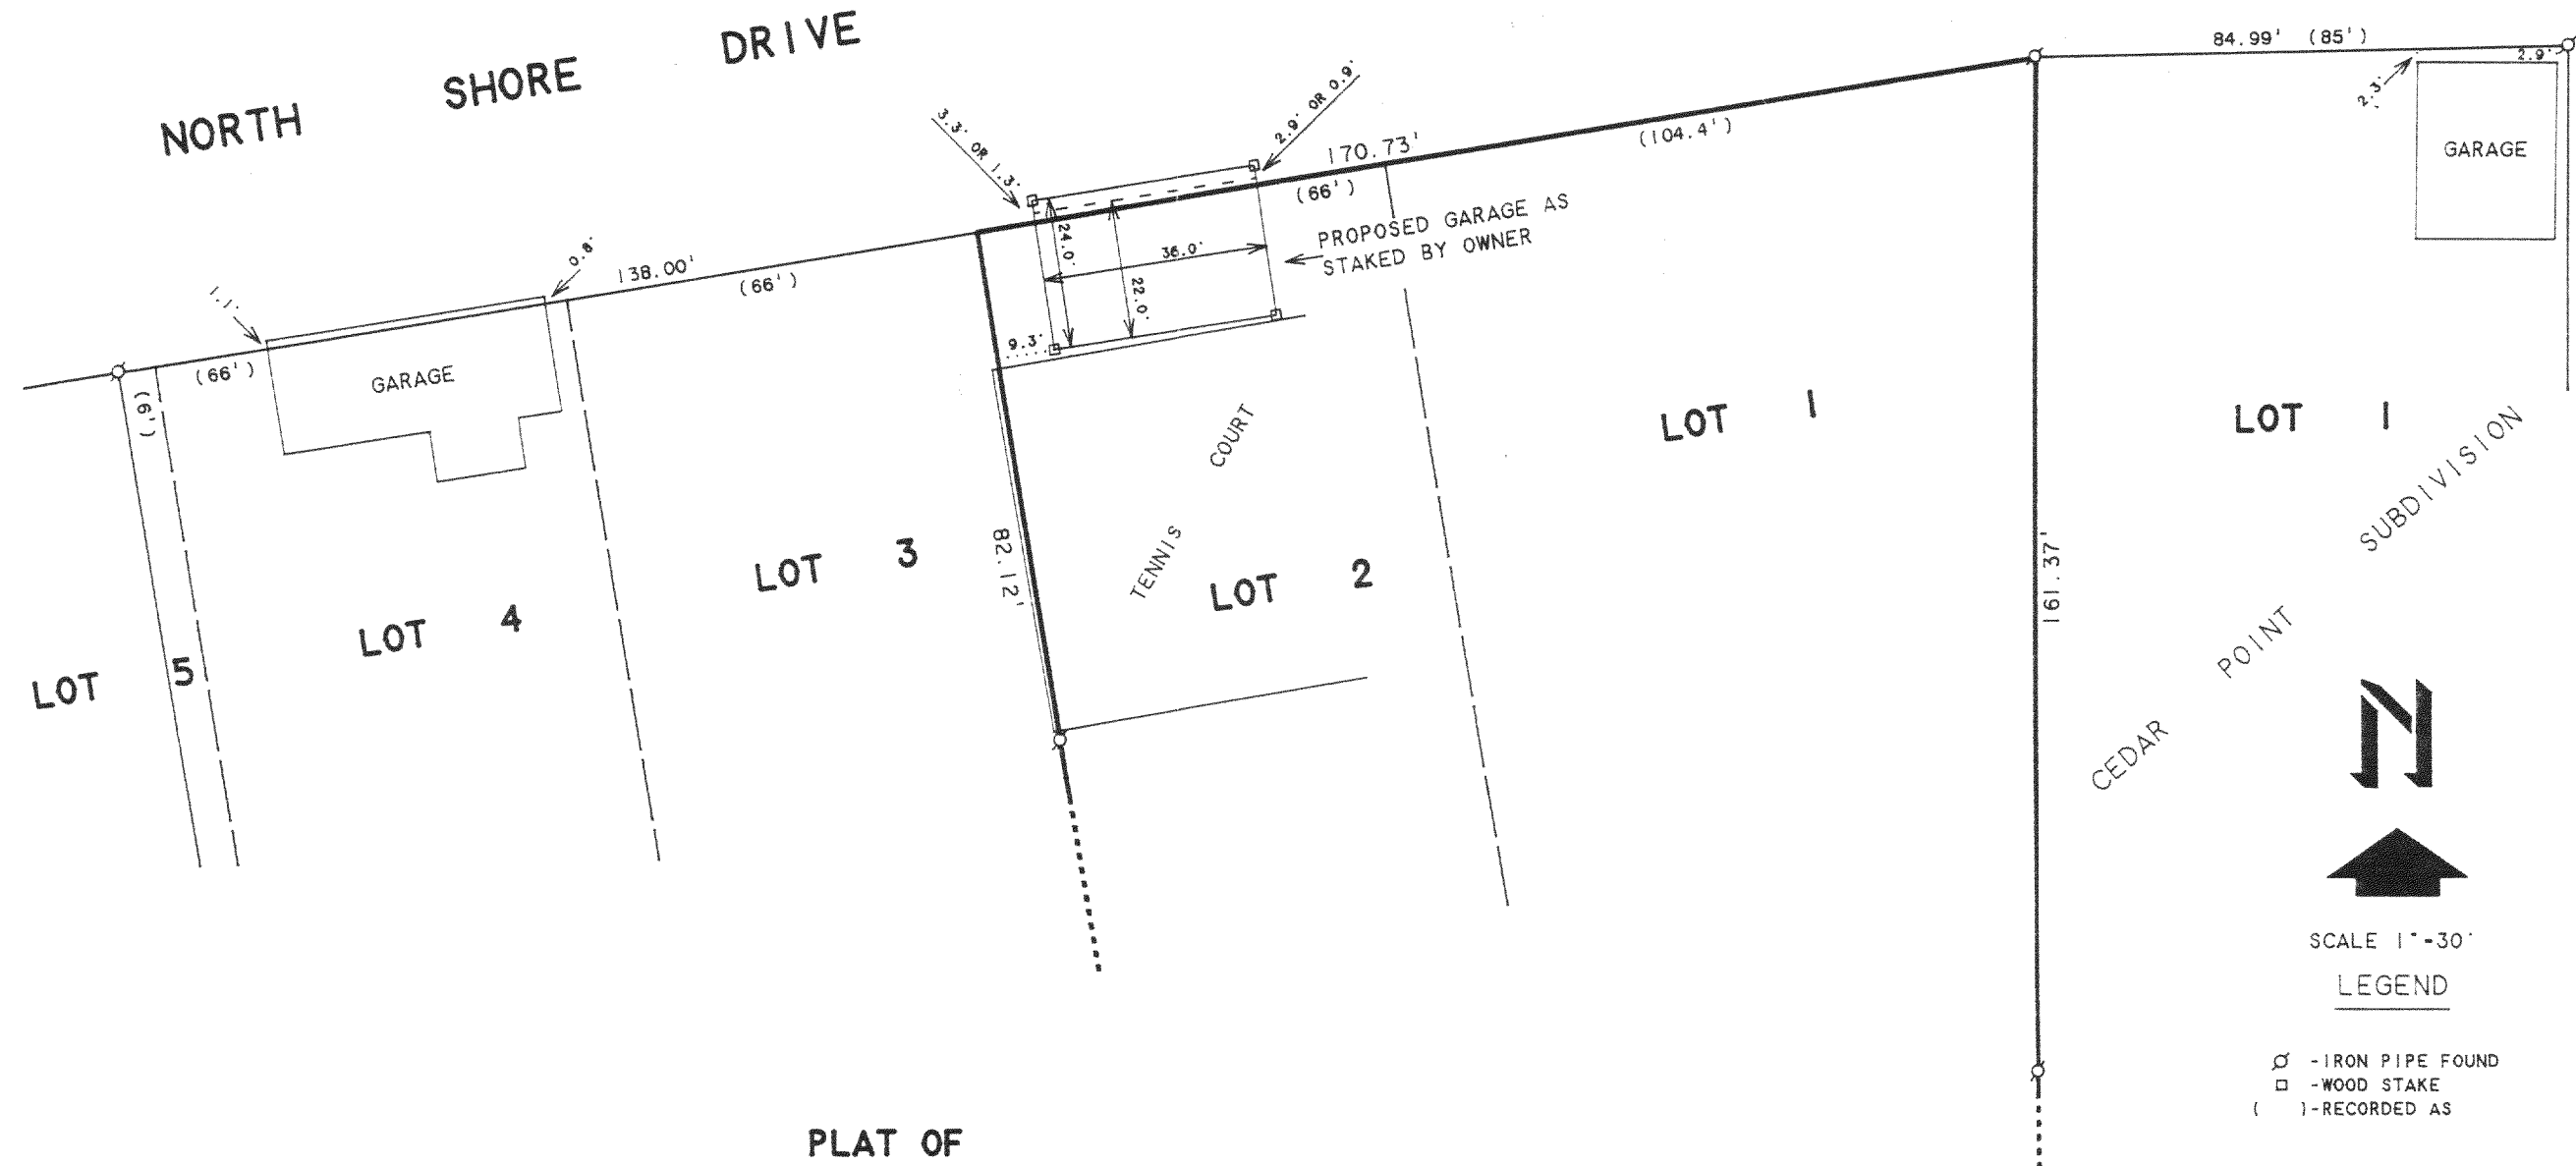 NORTH SHORE DRIVE
84.99' (85')
2.9'
2.3'
GARAGE
3.3' OR 1.3'
2.9' OR 0.9'
170.73'
(104.4')
(66')
PROPOSED GARAGE AS
STAKED BY OWNER
24.0'
36.0'
22.0'
9.3'
138.00'
(66')
0.8'
1.1'
(66')
GARAGE
(6')
LOT 1
LOT 1
CEDAR POINT SUBDIVISION
TENNIS COURT
LOT 3
LOT 2
LOT 4
LOT 5
82.12'
161.37'
N
SCALE 1"-30'
LEGEND
-IRON PIPE FOUND
-WOOD STAKE
( )-RECORDED AS
PLAT OF